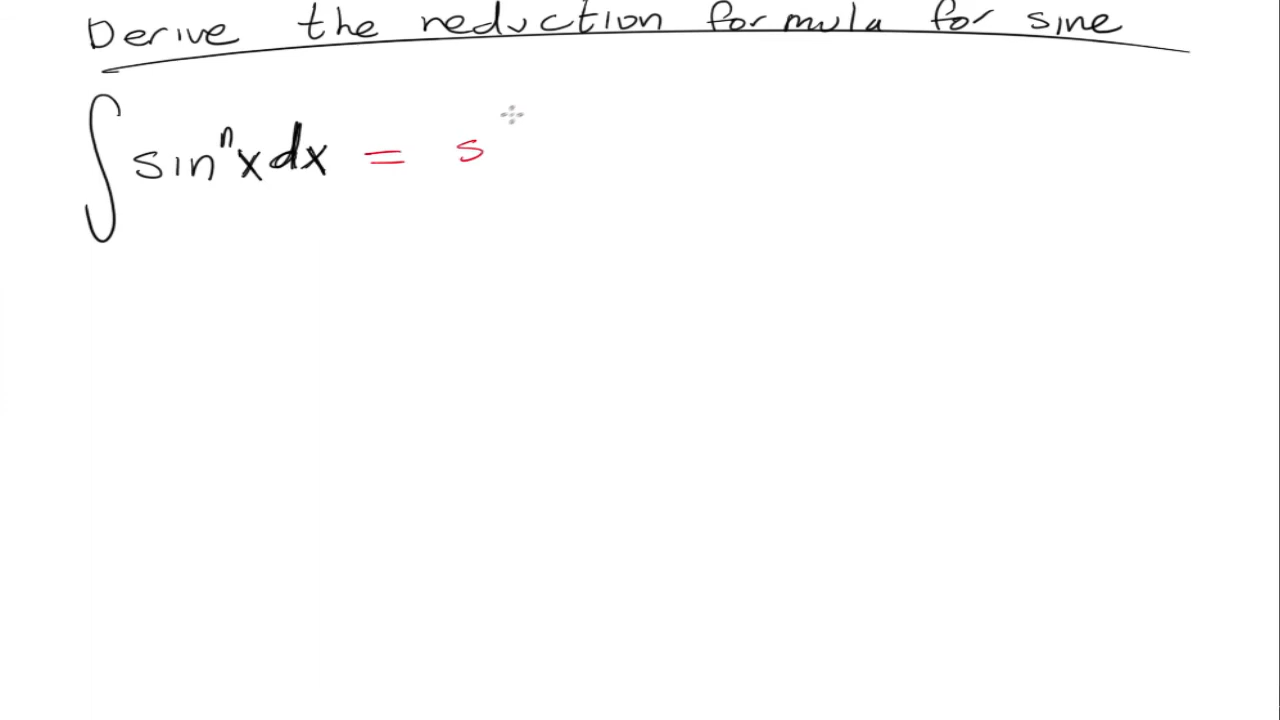 Derive the reduction formula for sine
∫ sinⁿx dx = s